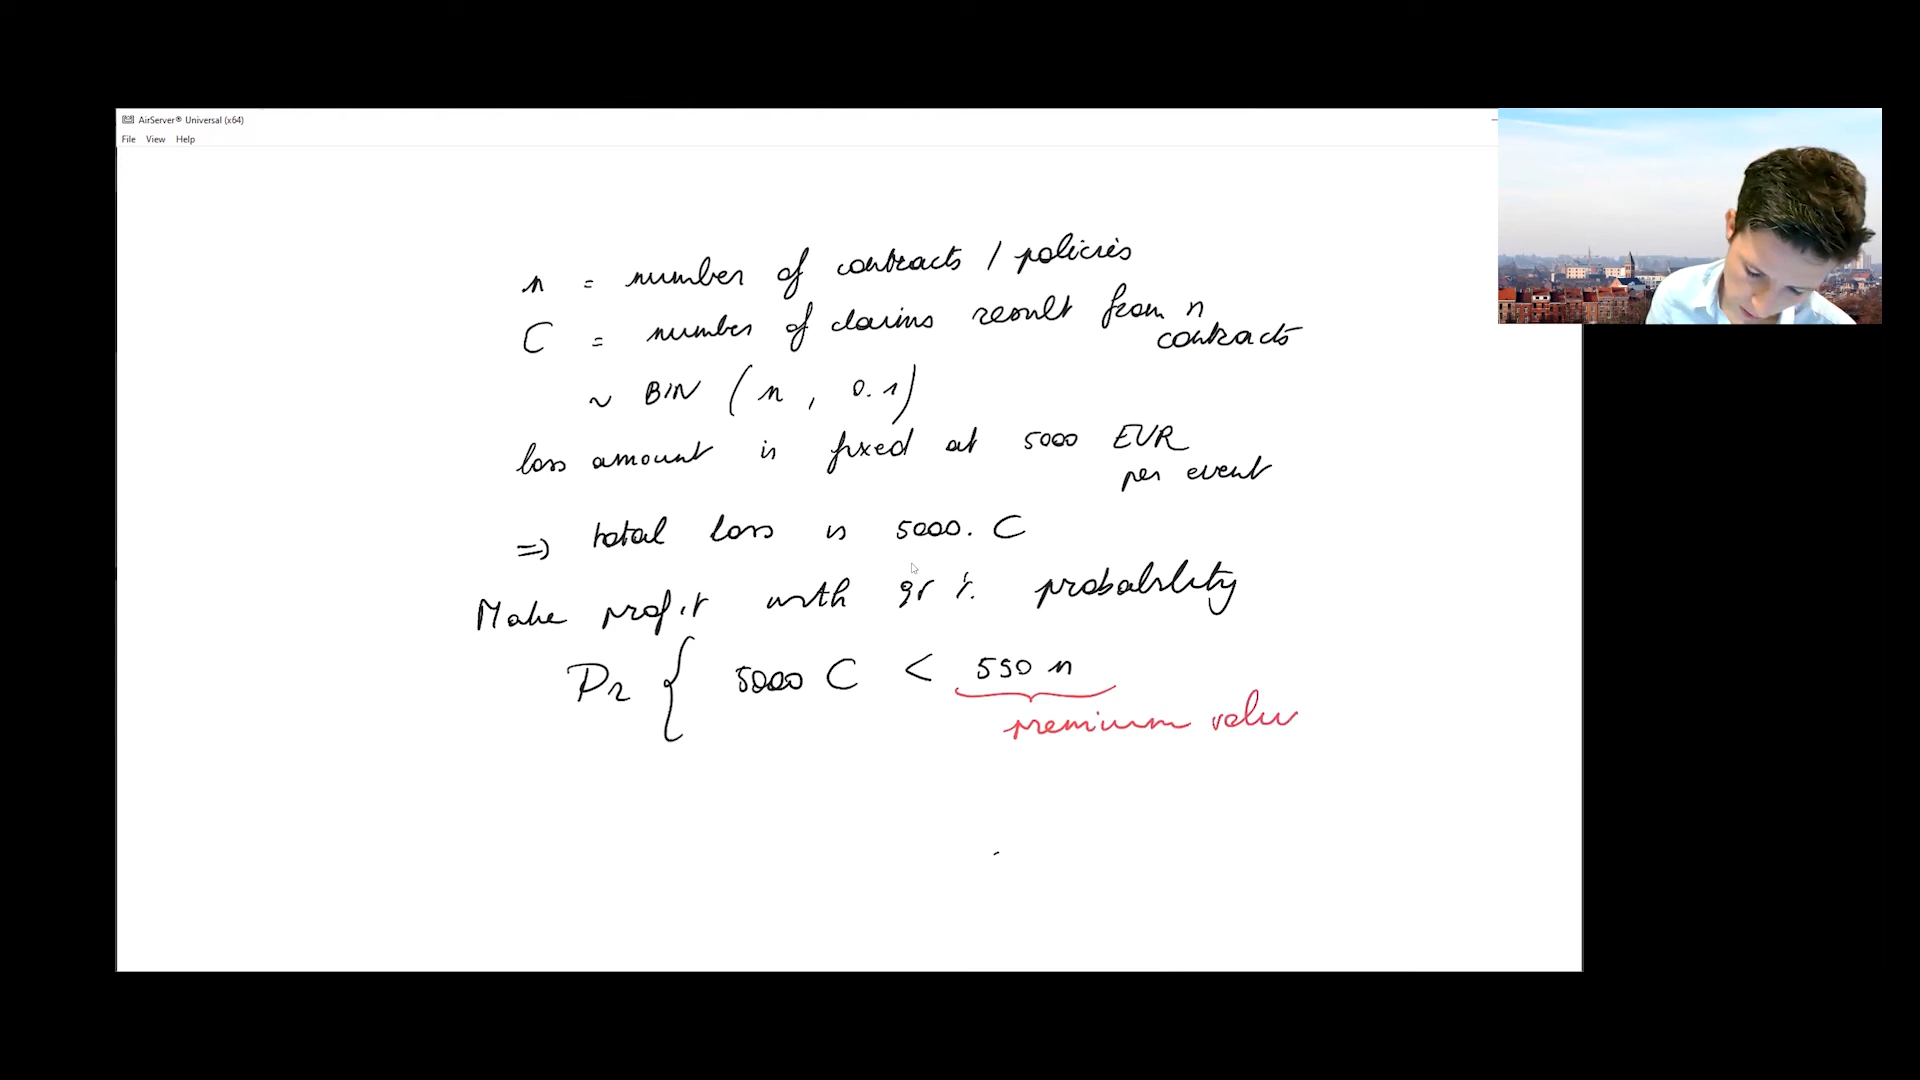 AirServer® Universal (x64)
File View Help
n = number of contracts / policies
C = number of claims result from n
contracts
~ BIN (n, 0.1)
loss amount is fixed at 5000 EUR
per event
=> total loss is 5000. C
Make profit with 95 % probability
Pr { 5000 C < 550 n
premium value